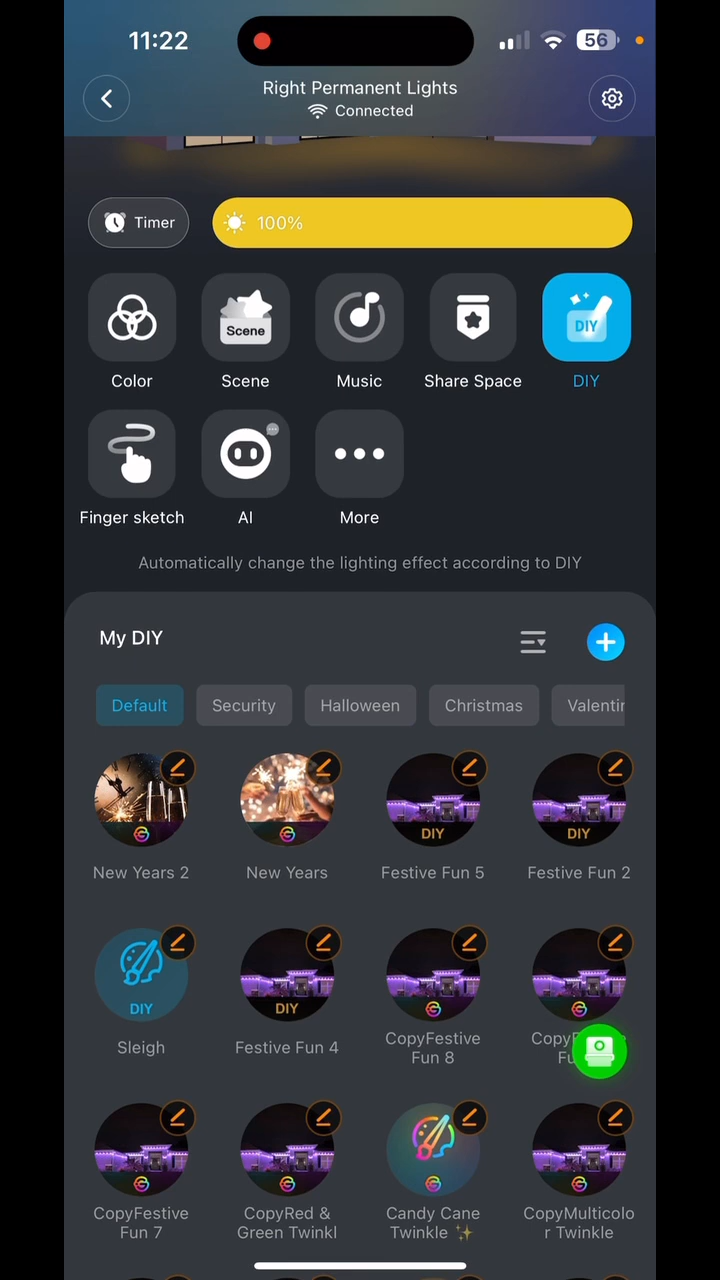 11:22
56
Right Permanent Lights
Connected
Timer
100%
Scene
DIY
Color
Scene
Music
Share Space
DIY
Finger sketch
AI
More
Automatically change the lighting effect according to DIY
My DIY
Default
Security
Halloween
Christmas
Valentin
DIY
DIY
New Years 2
New Years
Festive Fun 5
Festive Fun 2
DIY
DIY
Sleigh
Festive Fun 4
CopyFestive
Fun 8
CopyFestive
Fun 7
CopyRed &
Green Twinkl
Candy Cane
Twinkle ✨
CopyMulticolo
r Twinkle